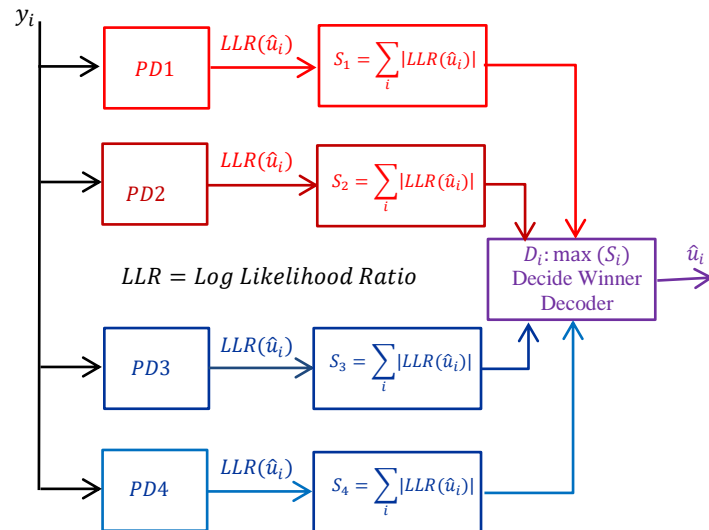 y_i
PD1
LLR(û_i)
S_1 = ∑_i |LLR(û_i)|
PD2
LLR(û_i)
S_2 = ∑_i |LLR(û_i)|
LLR = Log Likelihood Ratio
D_i: max (S_i)
Decide Winner
Decoder
û_i
PD3
LLR(û_i)
S_3 = ∑_i |LLR(û_i)|
PD4
LLR(û_i)
S_4 = ∑_i |LLR(û_i)|